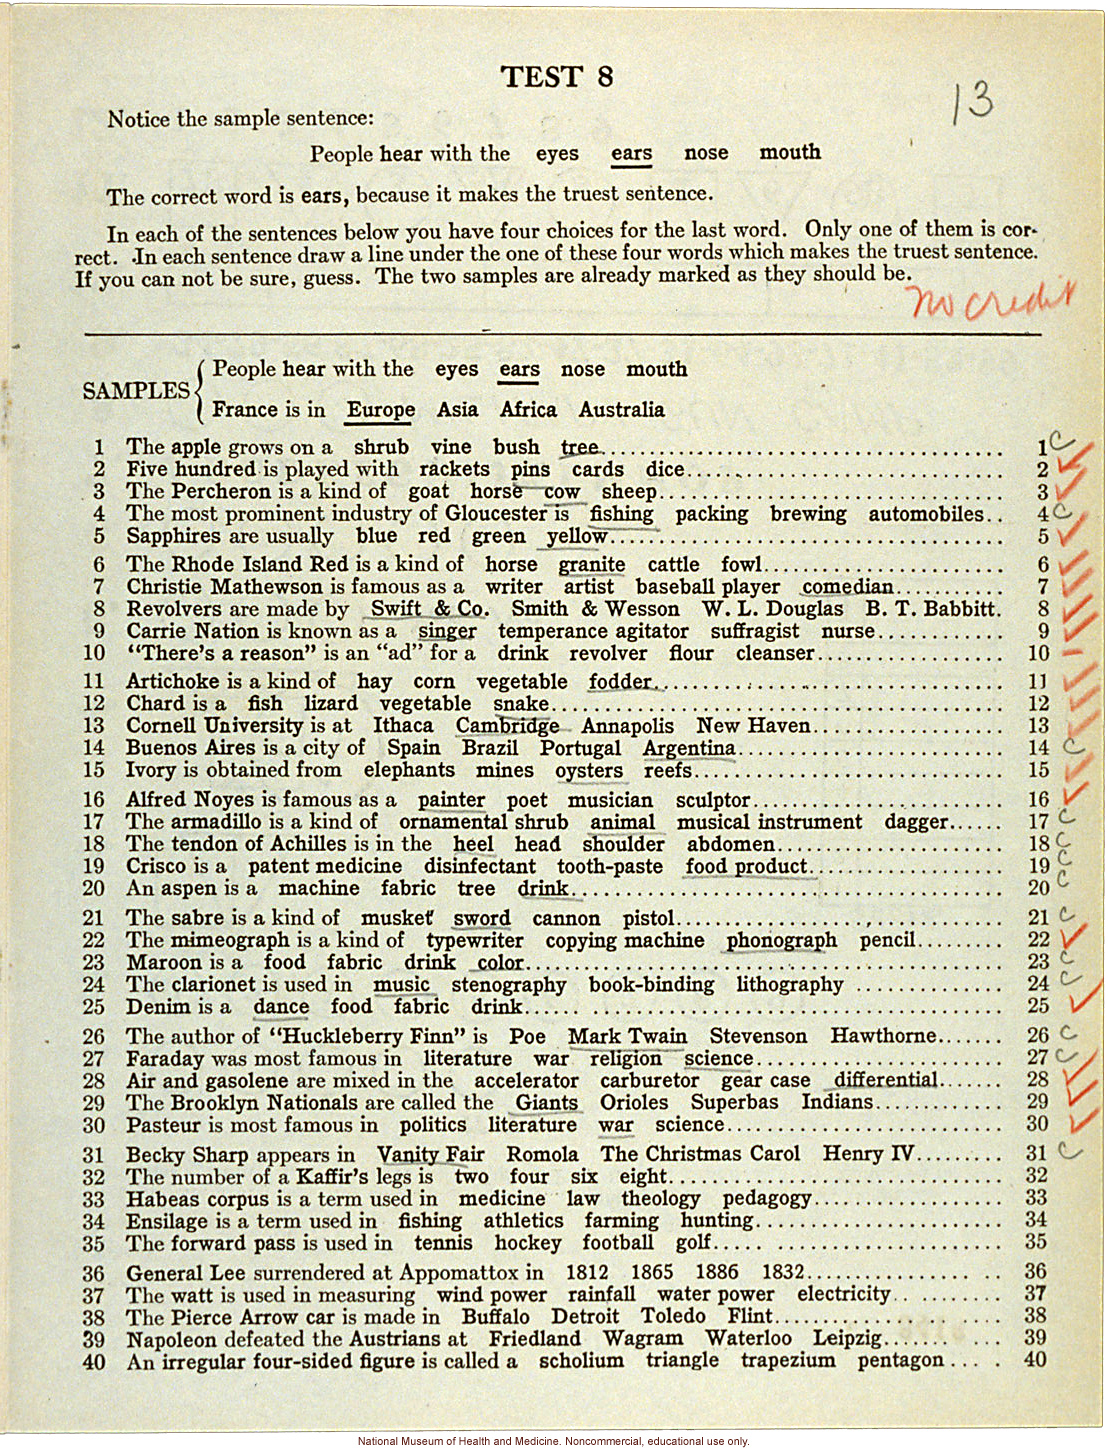 TEST 8
13
Notice the sample sentence:
People hear with the eyes ears nose mouth
The correct word is ears, because it makes the truest sentence.
In each of the sentences below you have four choices for the last word. Only one of them is cor-
rect. In each sentence draw a line under the one of these four words which makes the truest sentence.
If you can not be sure, guess. The two samples are already marked as they should be.
no credit
SAMPLES { People hear with the eyes ears nose mouth
France is in Europe Asia Africa Australia
1 The apple grows on a shrub vine bush tree........................................ 1 C
2 Five hundred is played with rackets pins cards dice............................ 2
3 The Percheron is a kind of goat horse cow sheep............................... 3
4 The most prominent industry of Gloucester is fishing packing brewing automobiles.. 4 C
5 Sapphires are usually blue red green yellow.................................... 5
6 The Rhode Island Red is a kind of horse granite cattle fowl..................... 6
7 Christie Mathewson is famous as a writer artist baseball player comedian........... 7
8 Revolvers are made by Swift & Co. Smith & Wesson W. L. Douglas B. T. Babbitt. 8
9 Carrie Nation is known as a singer temperance agitator suffragist nurse............ 9
10 “There's a reason” is an “ad” for a drink revolver flour cleanser.................. 10
11 Artichoke is a kind of hay corn vegetable fodder................................ 11
12 Chard is a fish lizard vegetable snake......................................... 12
13 Cornell University is at Ithaca Cambridge Annapolis New Haven.................. 13
14 Buenos Aires is a city of Spain Brazil Portugal Argentina........................ 14 C
15 Ivory is obtained from elephants mines oysters reefs............................ 15
16 Alfred Noyes is famous as a painter poet musician sculptor....................... 16
17 The armadillo is a kind of ornamental shrub animal musical instrument dagger...... 17 C
18 The tendon of Achilles is in the heel head shoulder abdomen..................... 18 C
19 Crisco is a patent medicine disinfectant tooth-paste food product................. 19 C
20 An aspen is a machine fabric tree drink....................................... 20 C
21 The sabre is a kind of musket sword cannon pistol.............................. 21 C
22 The mimeograph is a kind of typewriter copying machine phonograph pencil......... 22
23 Maroon is a food fabric drink color........................................... 23 C
24 The clarionet is used in music stenography book-binding lithography .............. 24 C
25 Denim is a dance food fabric drink........................................... 25
26 The author of “Huckleberry Finn” is Poe Mark Twain Stevenson Hawthorne....... 26 C
27 Faraday was most famous in literature war religion science...................... 27 C
28 Air and gasolene are mixed in the accelerator carburetor gear case differential....... 28
29 The Brooklyn Nationals are called the Giants Orioles Superbas Indians............. 29
30 Pasteur is most famous in politics literature war science......................... 30
31 Becky Sharp appears in Vanity Fair Romola The Christmas Carol Henry IV......... 31 C
32 The number of a Kaffir's legs is two four six eight.............................. 32
33 Habeas corpus is a term used in medicine law theology pedagogy.................. 33
34 Ensilage is a term used in fishing athletics farming hunting....................... 34
35 The forward pass is used in tennis hockey football golf..... ...................... 35
36 General Lee surrendered at Appomattox in 1812 1865 1886 1832................. .. 36
37 The watt is used in measuring wind power rainfall water power electricity.. ........ 37
38 The Pierce Arrow car is made in Buffalo Detroit Toledo Flint............. .. .... 38
39 Napoleon defeated the Austrians at Friedland Wagram Waterloo Leipzig....... ... 39
40 An irregular four-sided figure is called a scholium triangle trapezium pentagon ... . 40
National Museum of Health and Medicine. Noncommercial, educational use only.